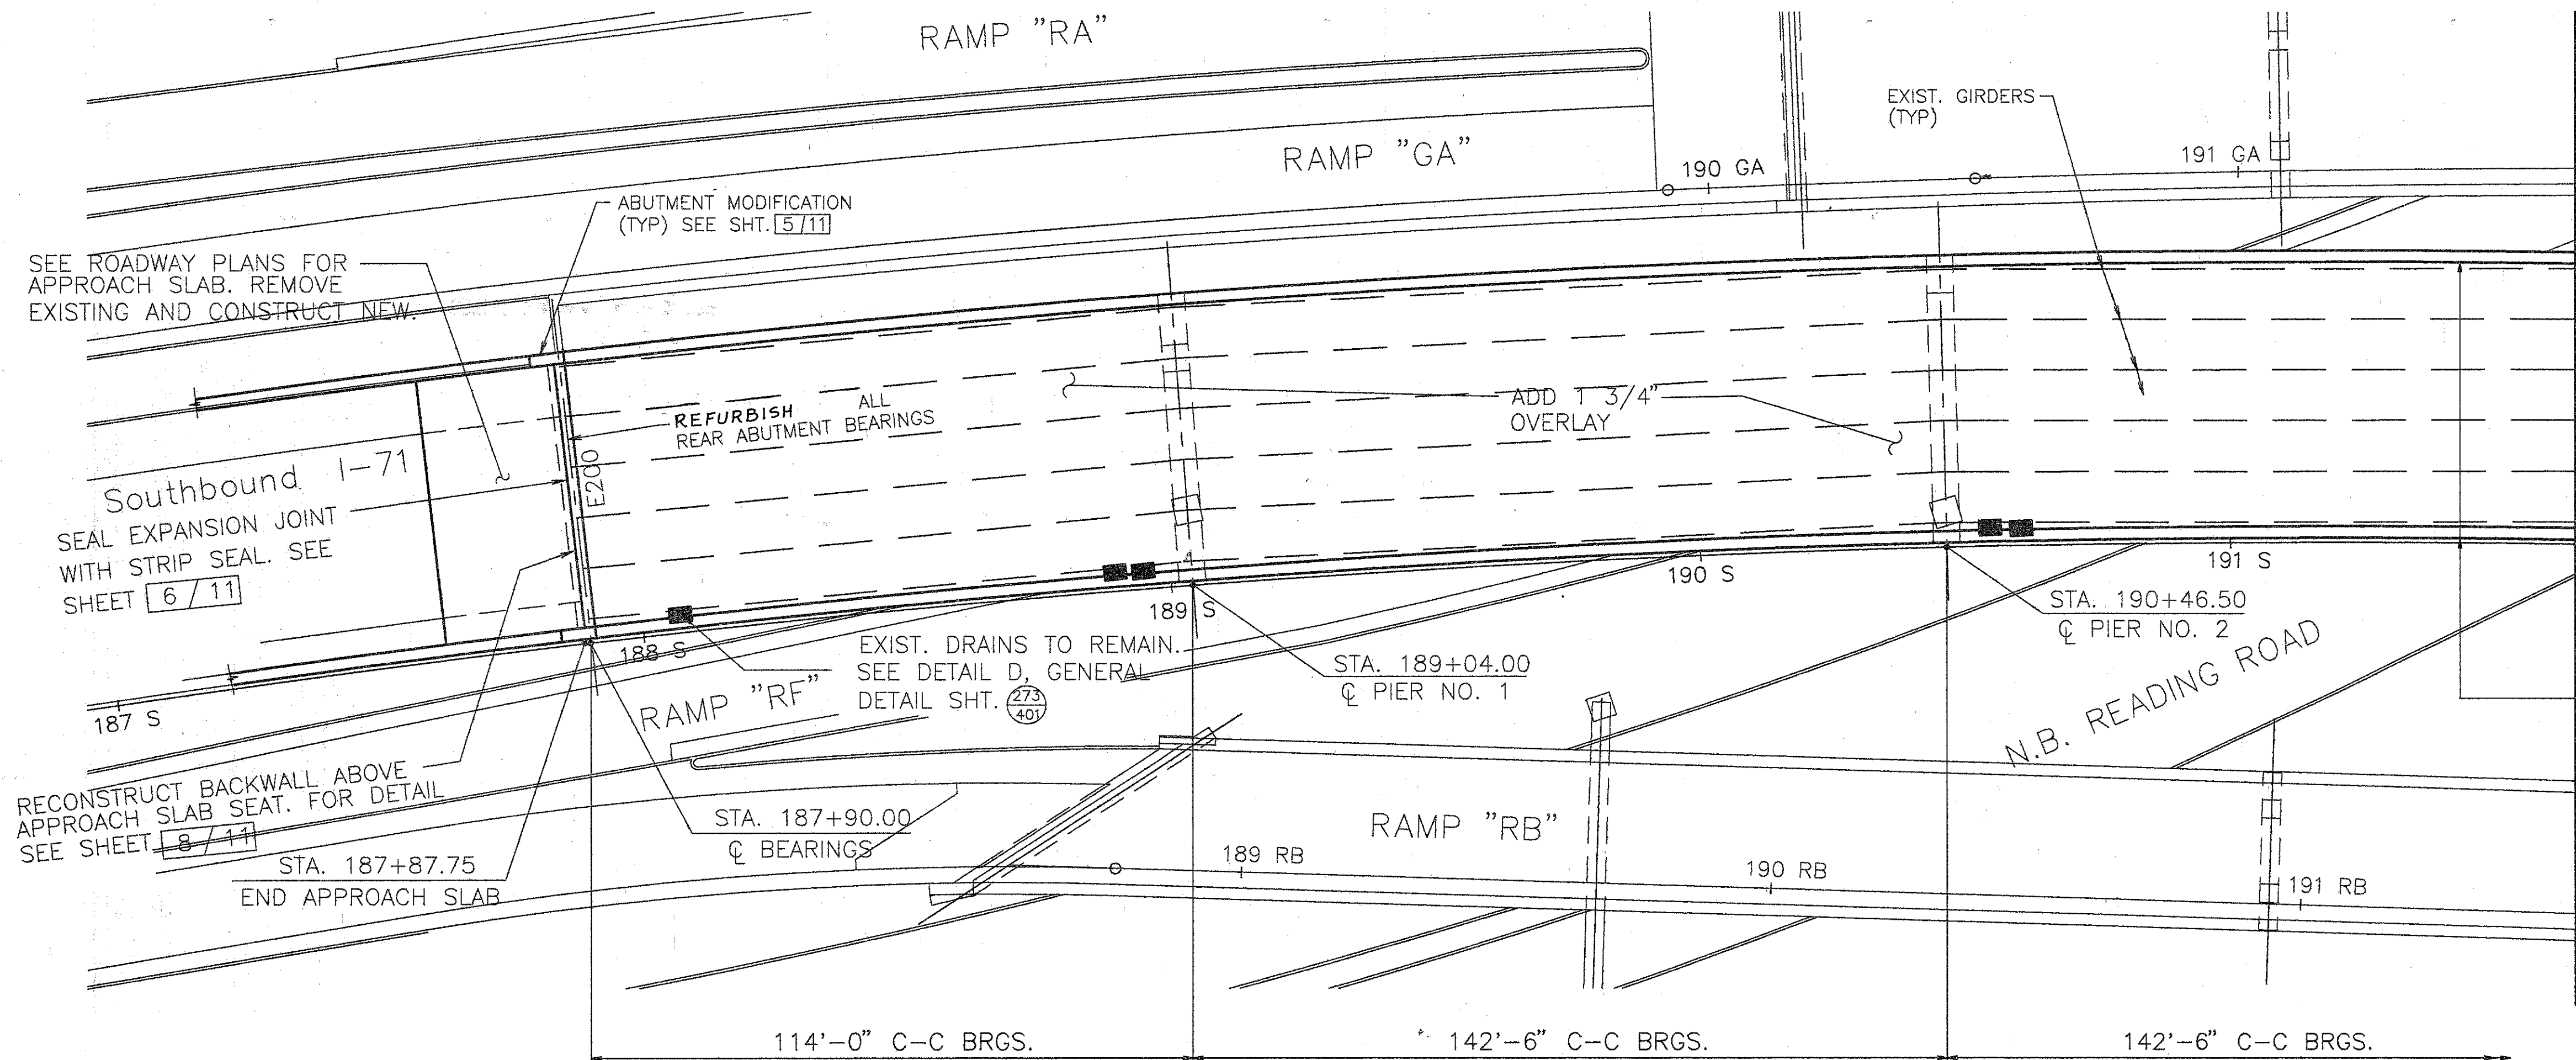 RAMP "RA"
EXIST. GIRDERS
(TYP)
RAMP "GA"
190 GA
191 GA
ABUTMENT MODIFICATION
(TYP) SEE SHT. 5/11
SEE ROADWAY PLANS FOR
APPROACH SLAB. REMOVE
EXISTING AND CONSTRUCT NEW.
REFURBISH ALL
REAR ABUTMENT BEARINGS
ADD 1 3/4"
OVERLAY
Southbound I-71
E200
SEAL EXPANSION JOINT
WITH STRIP SEAL. SEE
SHEET 6 / 11
187 S
188 S
189 S
190 S
191 S
EXIST. DRAINS TO REMAIN.
SEE DETAIL D, GENERAL
DETAIL SHT. 273
401
STA. 189+04.00
℄ PIER NO. 1
STA. 190+46.50
℄ PIER NO. 2
RAMP "RF"
N.B. READING ROAD
RECONSTRUCT BACKWALL ABOVE
APPROACH SLAB SEAT. FOR DETAIL
SEE SHEET 8 / 11
STA. 187+90.00
℄ BEARINGS
STA. 187+87.75
END APPROACH SLAB
RAMP "RB"
189 RB
190 RB
191 RB
114'-0" C-C BRGS.
142'-6" C-C BRGS.
142'-6" C-C BRGS.